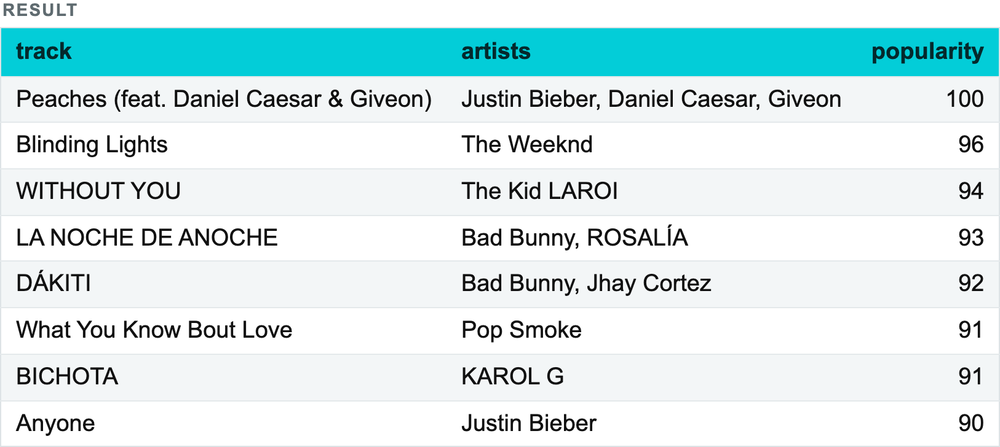 RESULT
track artists popularity
Peaches (feat. Daniel Caesar & Giveon) Justin Bieber, Daniel Caesar, Giveon 100
Blinding Lights The Weeknd 96
WITHOUT YOU The Kid LAROI 94
LA NOCHE DE ANOCHE Bad Bunny, ROSALÍA 93
DÁKITI Bad Bunny, Jhay Cortez 92
What You Know Bout Love Pop Smoke 91
BICHOTA KAROL G 91
Anyone Justin Bieber 90